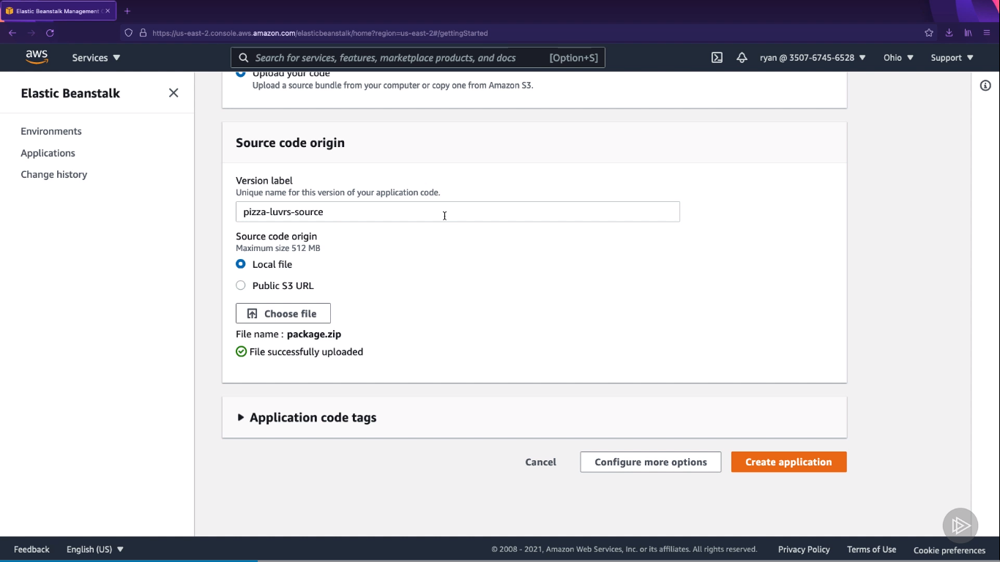 Elastic Beanstalk Management
https://us-east-2.console.aws.amazon.com/elasticbeanstalk/home?region=us-east-2#/gettingStarted
aws
Services
Search for services, features, marketplace products, and docs
[Option+S]
ryan @ 3507-6745-6528
Ohio
Support
Elastic Beanstalk
Environments
Applications
Change history
Upload your code
Upload a source bundle from your computer or copy one from Amazon S3.
Source code origin
Version label
Unique name for this version of your application code.
pizza-luvrs-source
Source code origin
Maximum size 512 MB
Local file
Public S3 URL
Choose file
File name : package.zip
File successfully uploaded
Application code tags
Cancel
Configure more options
Create application
Feedback
English (US)
© 2008 - 2021, Amazon Web Services, Inc. or its affiliates. All rights reserved.
Privacy Policy
Terms of Use
Cookie preferences